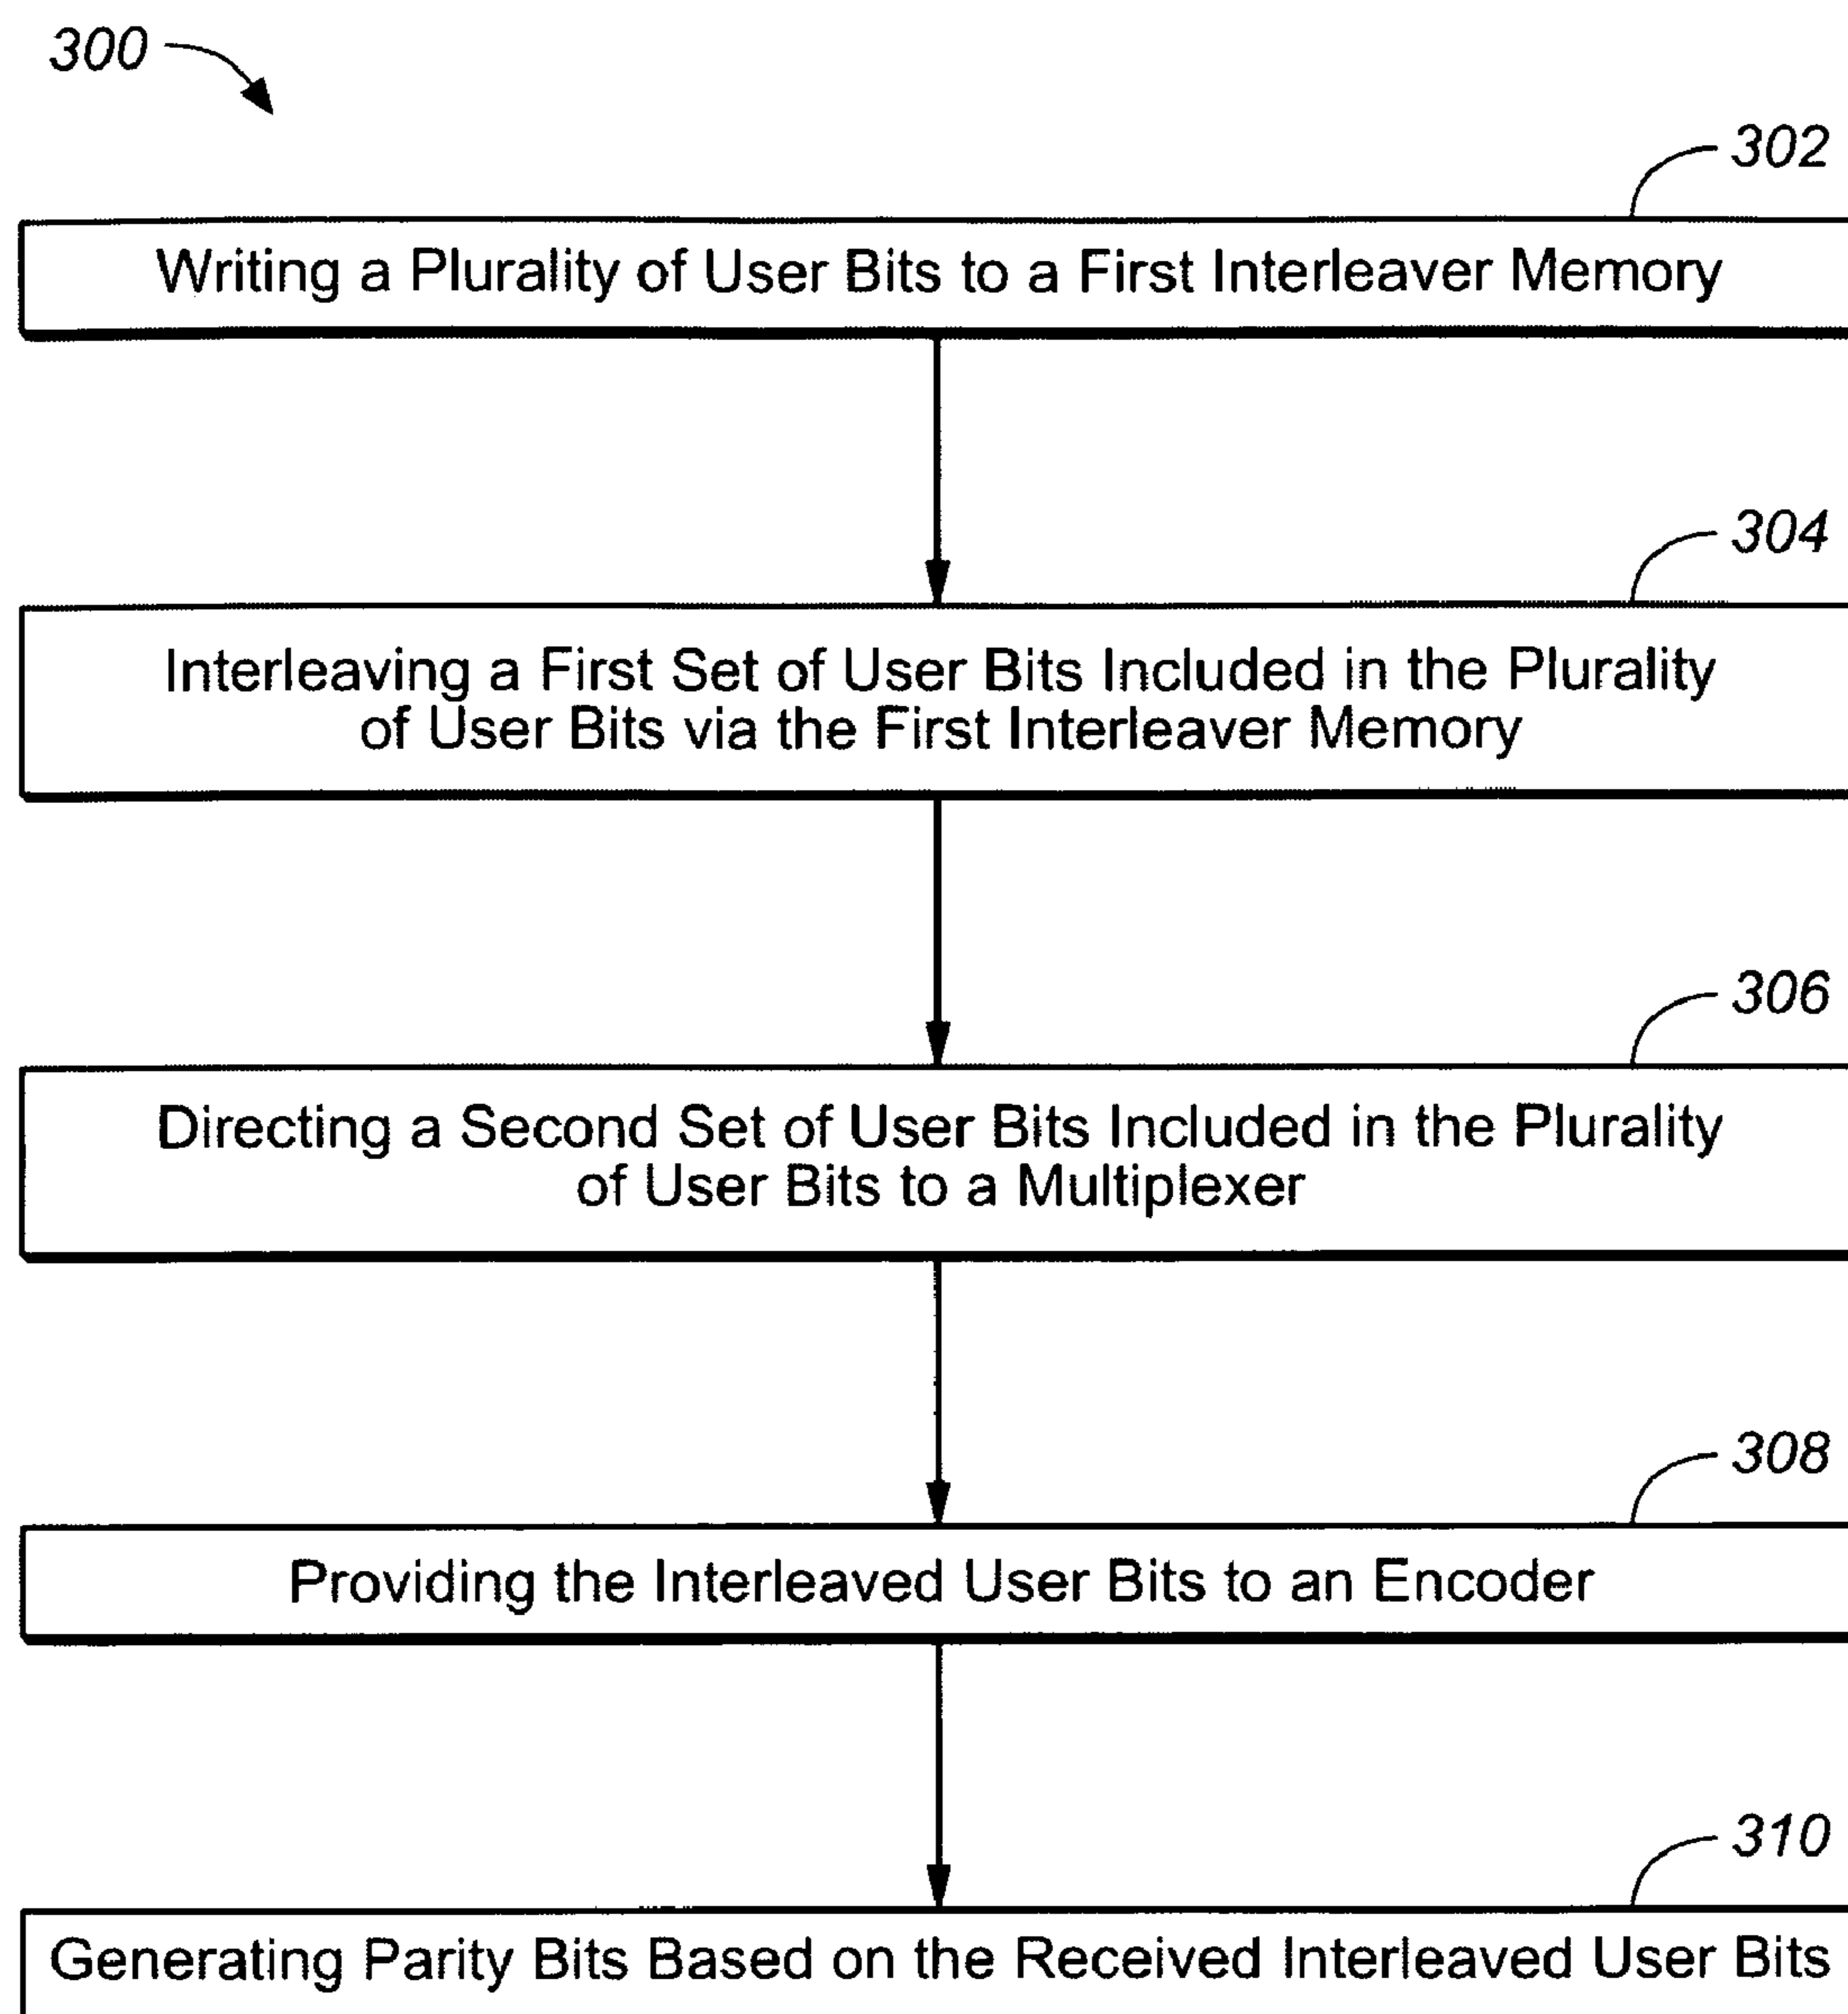 300
302
Writing a Plurality of User Bits to a First Interleaver Memory
304
Interleaving a First Set of User Bits Included in the Plurality
of User Bits via the First Interleaver Memory
306
Directing a Second Set of User Bits Included in the Plurality
of User Bits to a Multiplexer
308
Providing the Interleaved User Bits to an Encoder
310
Generating Parity Bits Based on the Received Interleaved User Bits